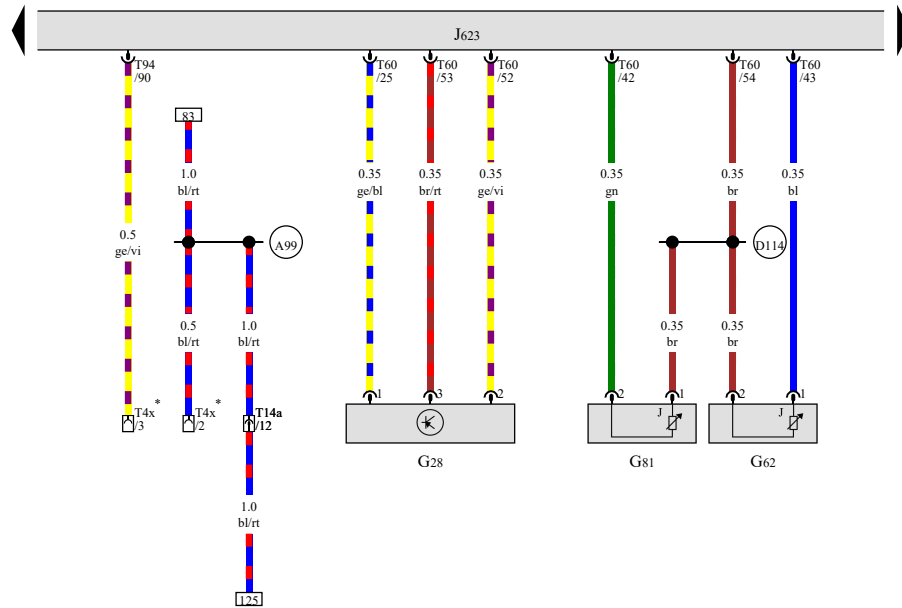 J623
T94
/90
T60
/25
T60
/53
T60
/52
T60
/42
T60
/54
T60
/43
83
1.0
bl/rt
0.35
ge/bl
0.35
br/rt
0.35
ge/vi
0.35
gn
0.35
br
0.35
bl
0.5
ge/vi
A99
D114
0.5
bl/rt
1.0
bl/rt
0.35
br
0.35
br
T4x*
/3
T4x*
/2
T14a
/12
1
3
2
2
1
2
1
J
J
G28
G81
G62
1.0
bl/rt
125